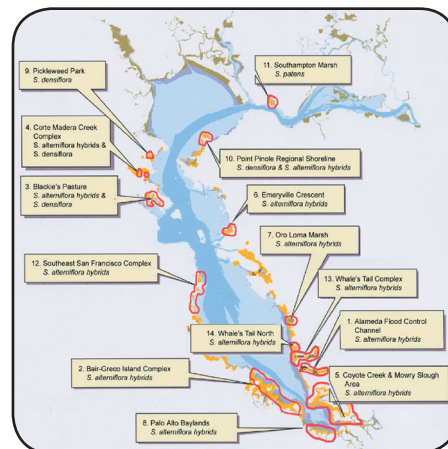 9. Pickleweed Park
S. densiflora
11. Southampton Marsh
S. patens
4. Corte Madera Creek
Complex
S. alterniflora hybrids &
S. densiflora
10. Point Pinole Regional Shoreline
S. densiflora & S. alterniflora hybrids
3. Blackie's Pasture
S. alterniflora hybrids &
S. densiflora
6. Emeryville Crescent
S. alterniflora hybrids
7. Oro Loma Marsh
S. alterniflora hybrids
12. Southeast San Francisco Complex
S. alterniflora hybrids
13. Whale's Tail Complex
S. alterniflora hybrids
14. Whale's Tail North
S. alterniflora hybrids
1. Alameda Flood Control
Channel
S. alterniflora hybrids
2. Bair-Greco Island Complex
S. alterniflora hybrids
5. Coyote Creek & Mowry Slough
Area
S. alterniflora hybrids
8. Palo Alto Baylands
S. alterniflora hybrids